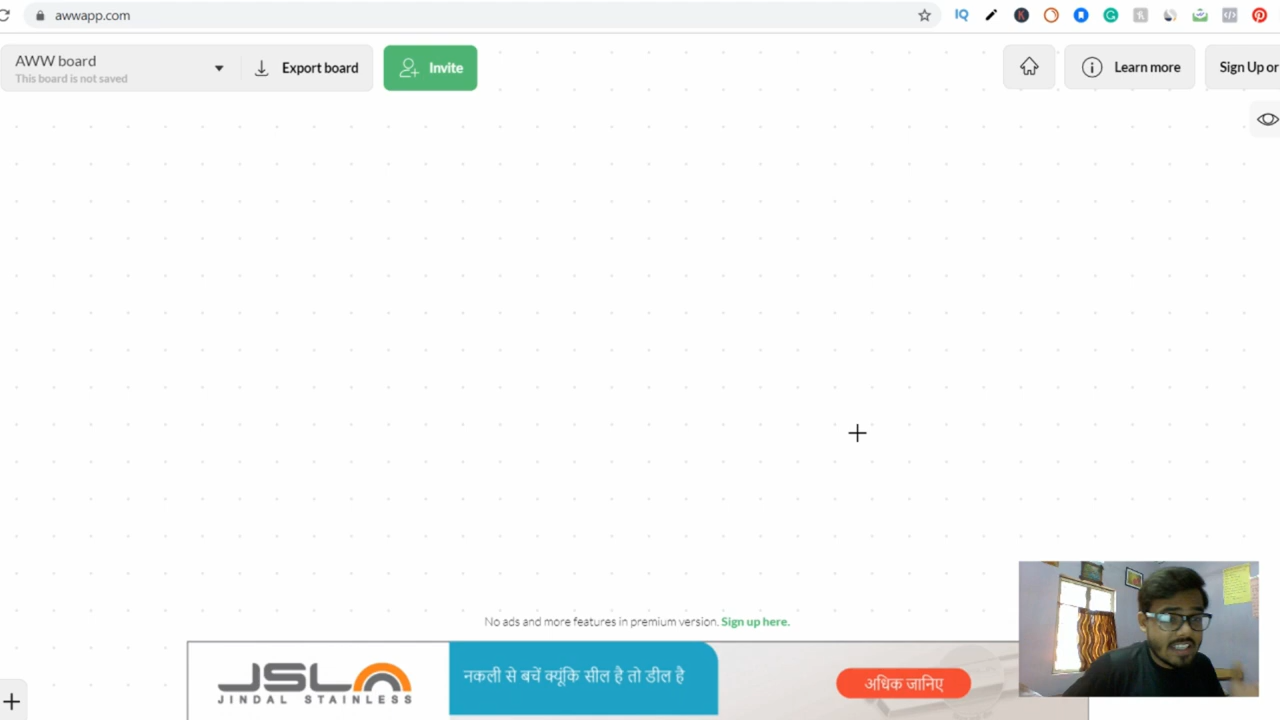 awwapp.com
IQ
AWW board
This board is not saved
Export board
Invite
Learn more
Sign Up or
No ads and more features in premium version. Sign up here.
JSL
JINDAL STAINLESS
नकली से बचें क्यूंकि सील है तो डील है
अधिक जानिए